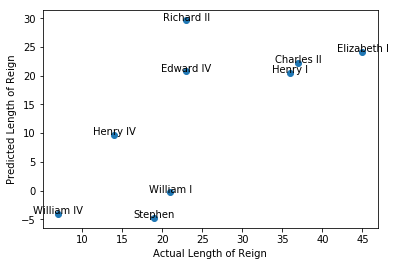 30
25
20
15
10
5
0
−5
Predicted Length of Reign
Richard II
Elizabeth I
Charles II
Henry I
Edward IV
Henry IV
William I
William IV
Stephen
10
15
20
25
30
35
40
45
Actual Length of Reign